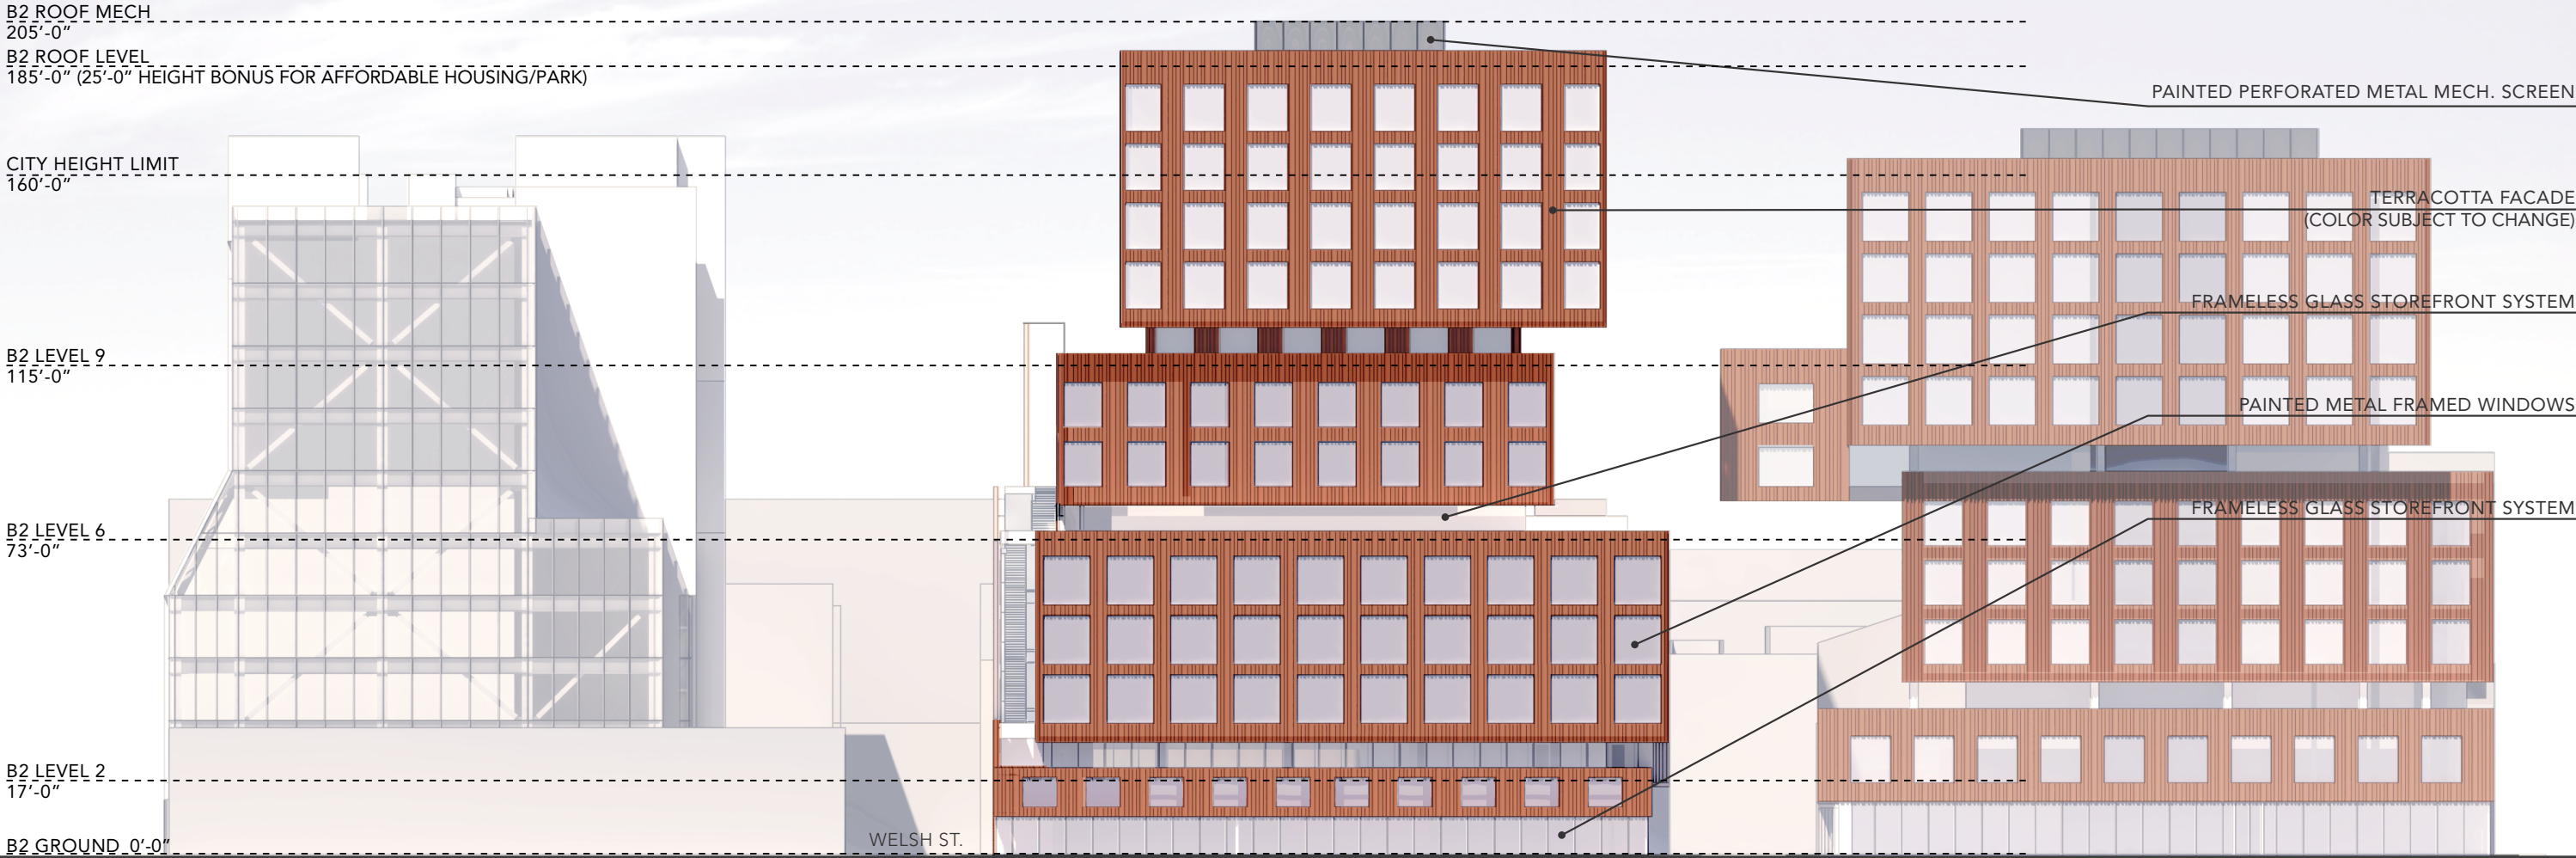 B2 ROOF MECH
205’-0”
B2 ROOF LEVEL
185’-0” (25’-0” HEIGHT BONUS FOR AFFORDABLE HOUSING/PARK)
CITY HEIGHT LIMIT
160’-0”
B2 LEVEL 9
115’-0”
B2 LEVEL 6
73’-0”
B2 LEVEL 2
17’-0”
B2 GROUND 0’-0”
WELSH ST.
PAINTED PERFORATED METAL MECH. SCREEN
TERRACOTTA FACADE
(COLOR SUBJECT TO CHANGE)
FRAMELESS GLASS STOREFRONT SYSTEM
PAINTED METAL FRAMED WINDOWS
FRAMELESS GLASS STOREFRONT SYSTEM